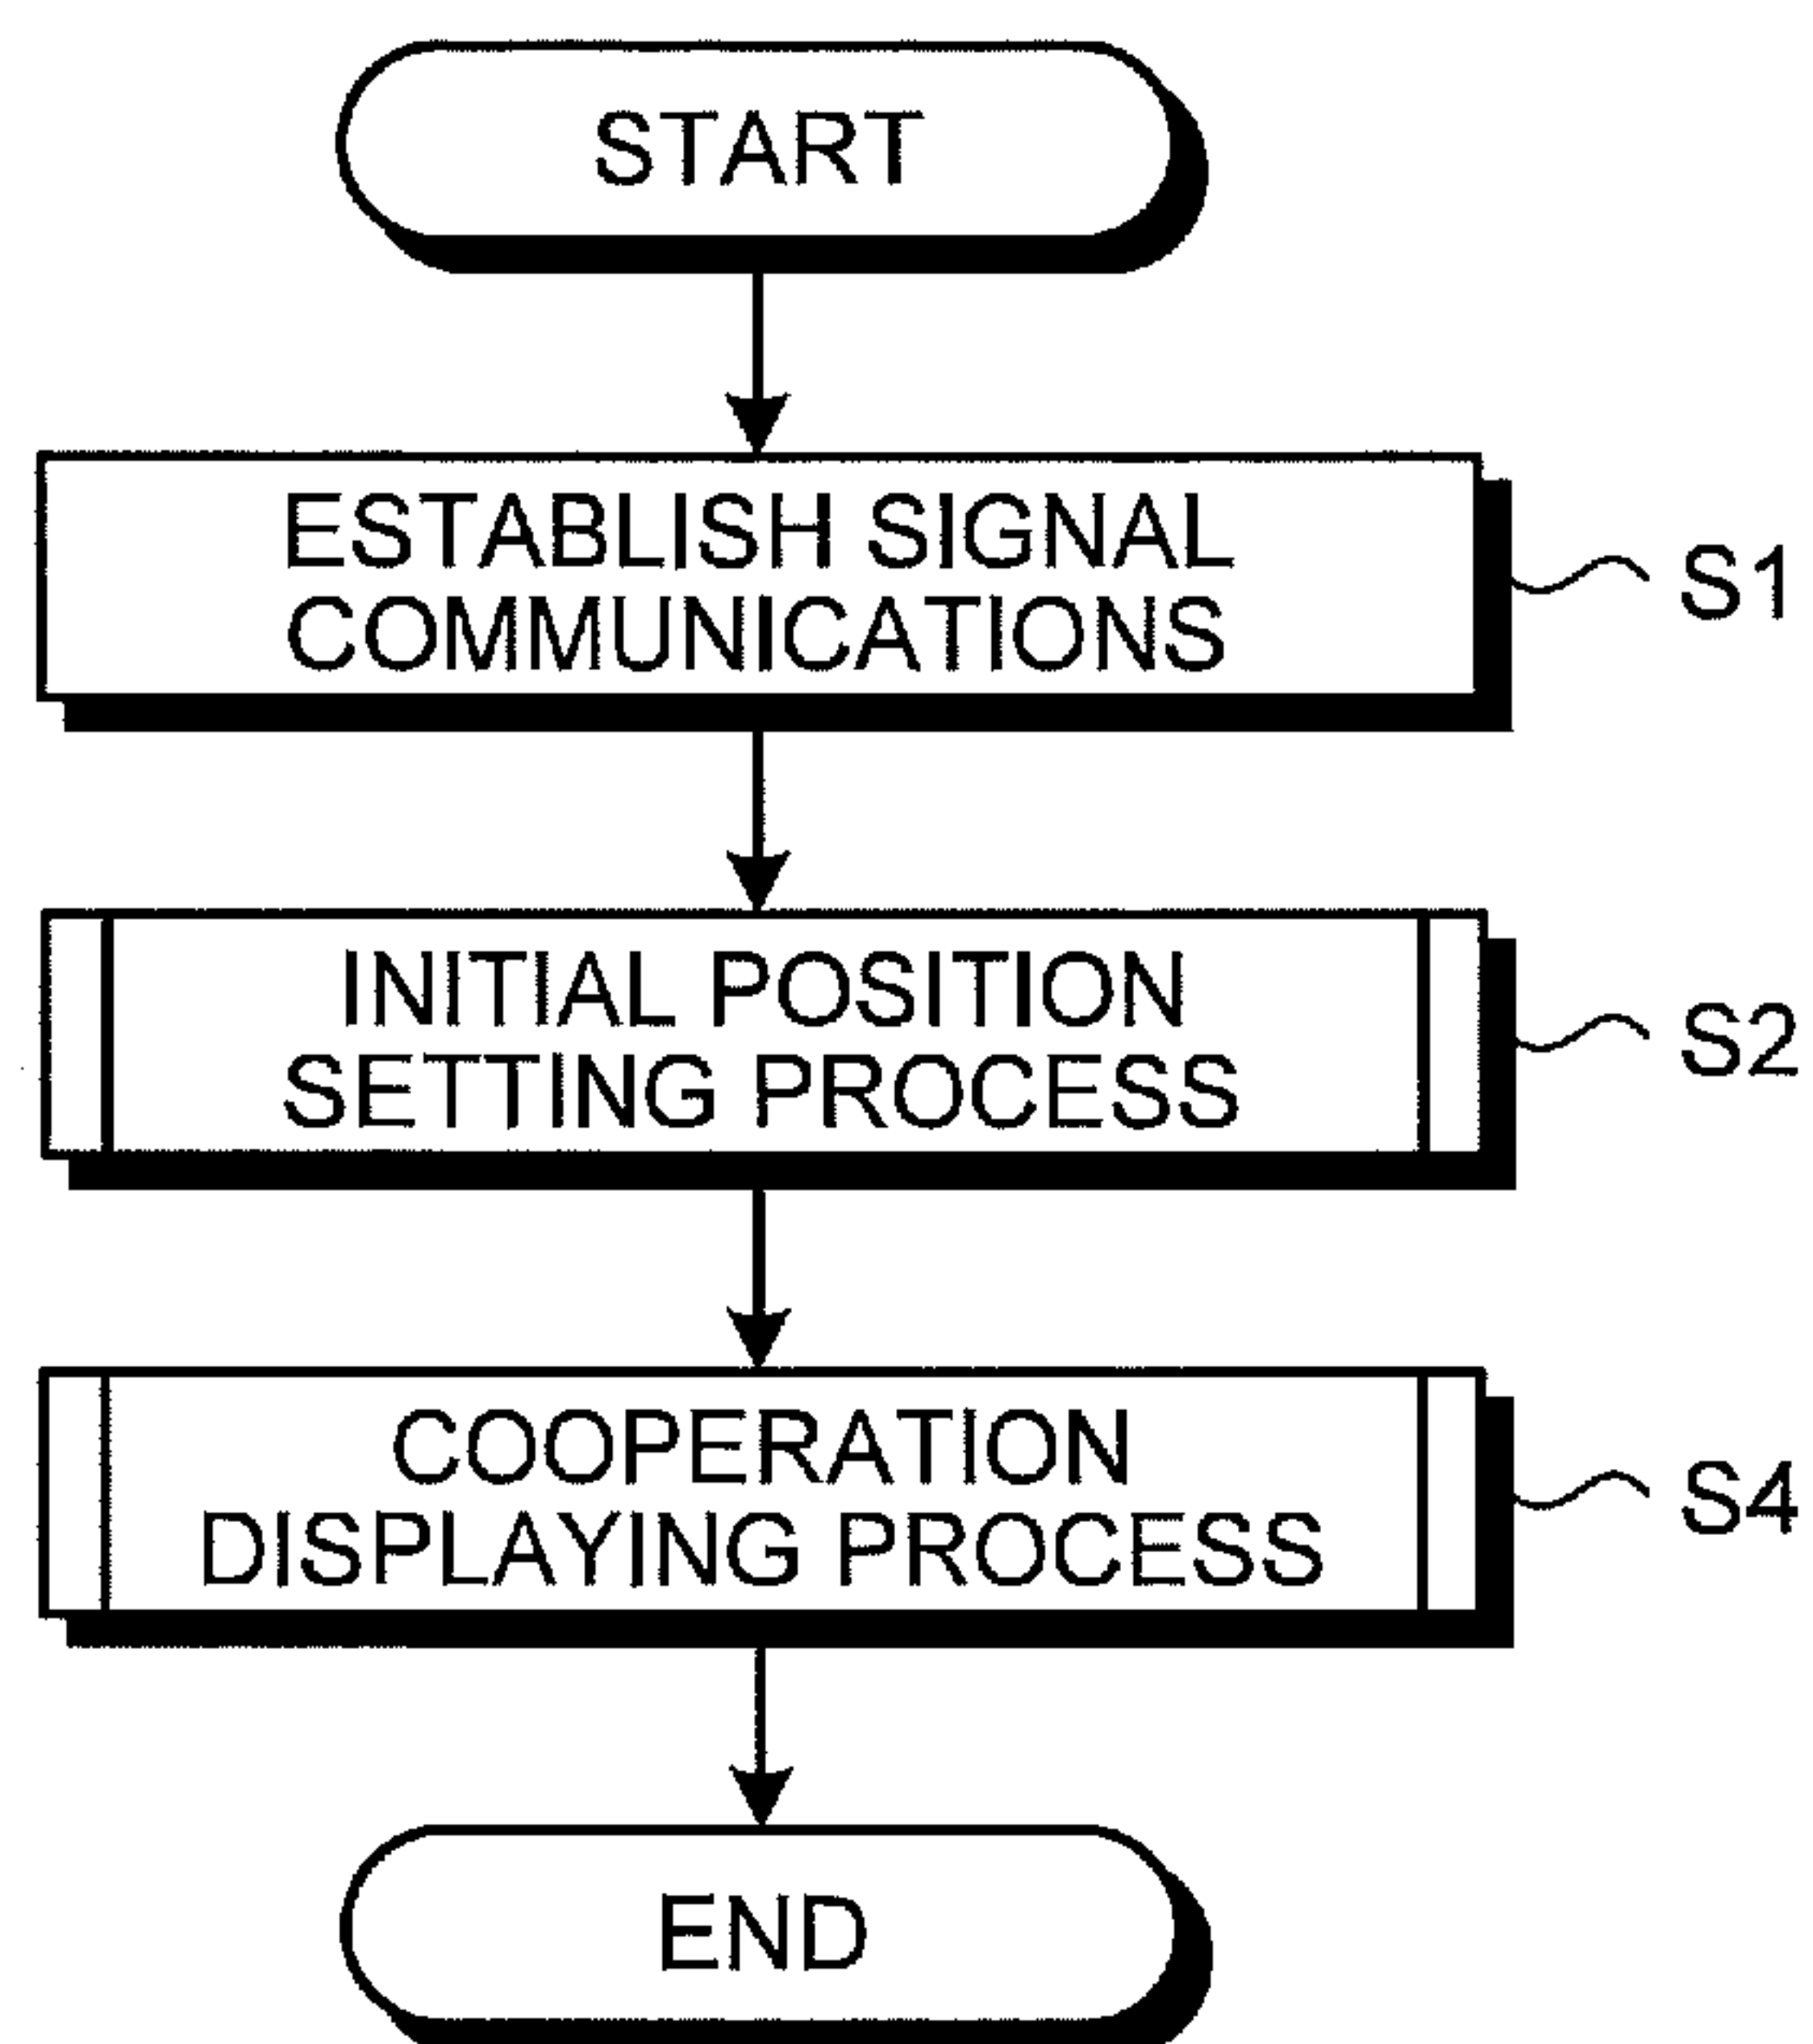 START
ESTABLISH SIGNAL
COMMUNICATIONS
S1
INITIAL POSITION
SETTING PROCESS
S2
COOPERATION
DISPLAYING PROCESS
S4
END